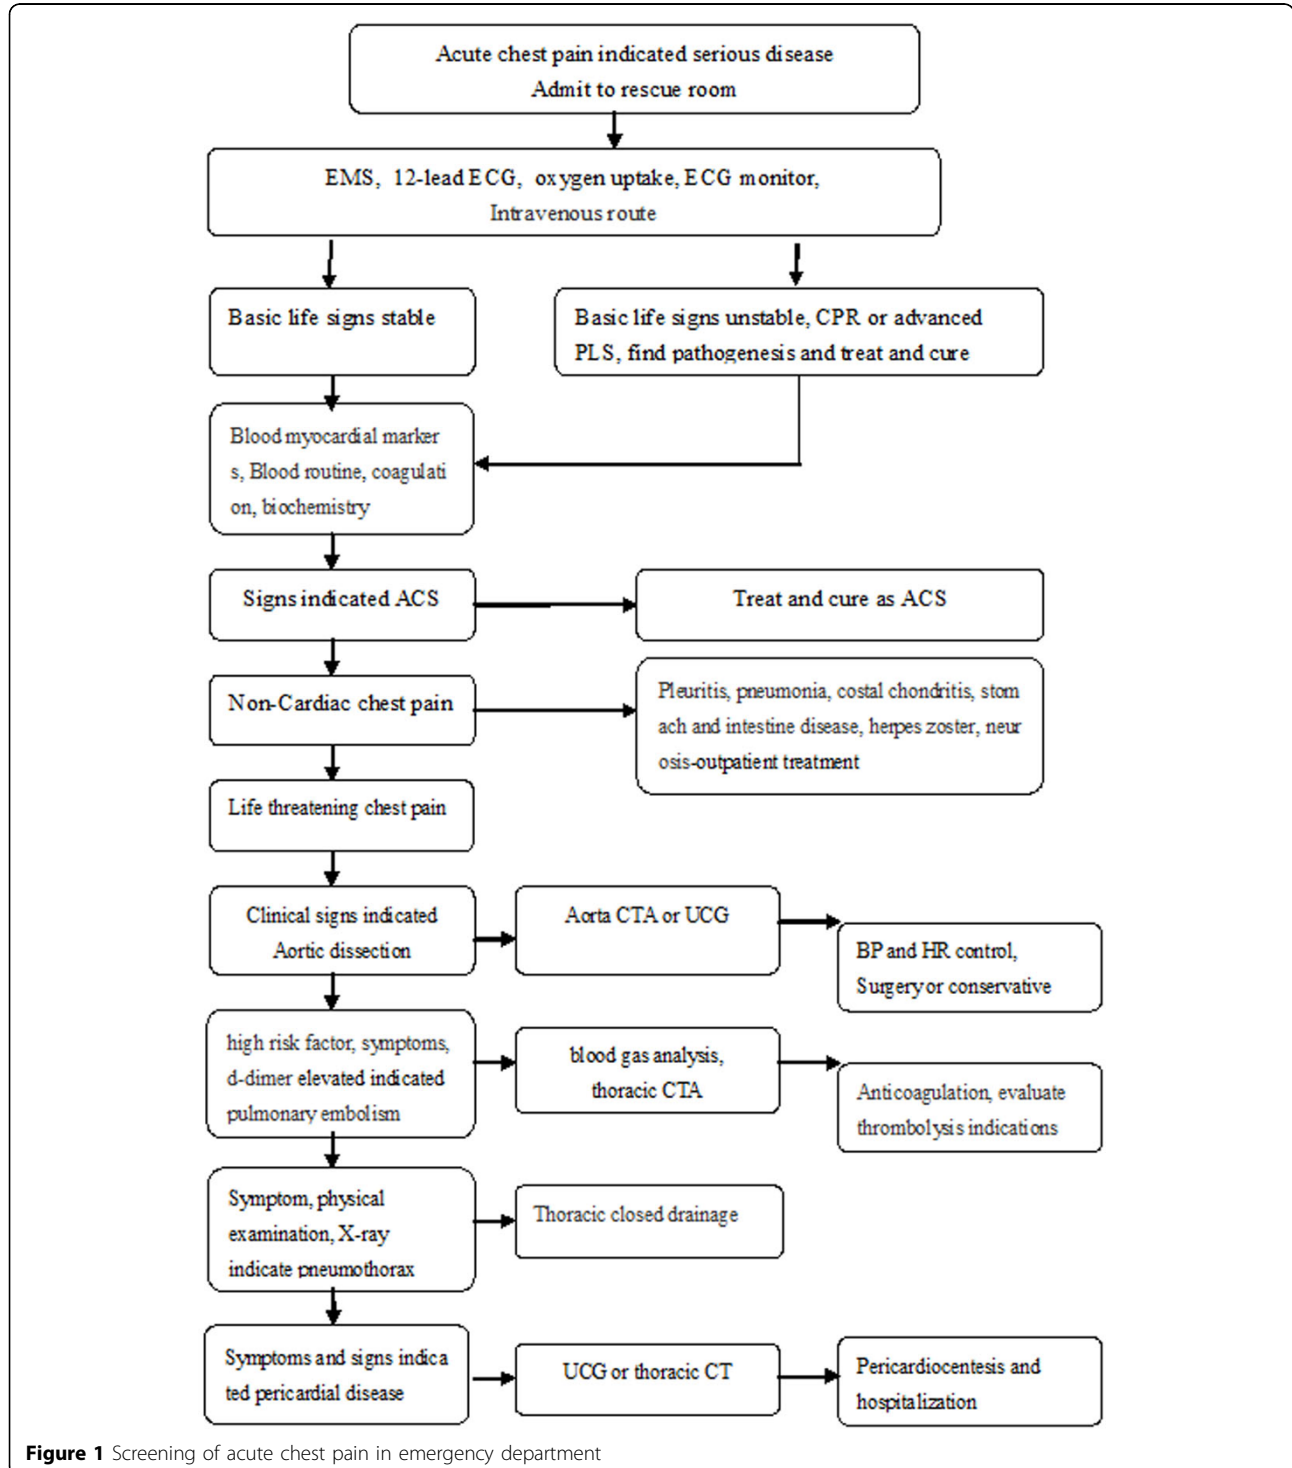 Acute chest pain indicated serious disease
Admit to rescue room
EMS, 12-lead ECG, oxygen uptake, ECG monitor,
Intravenous route
Basic life signs stable
Basic life signs unstable, CPR or advanced
PLS, find pathogenesis and treat and cure
Blood myocardial marker
s, Blood routine, coagulati
on, biochemistry
Signs indicated ACS
Treat and cure as ACS
Non-Cardiac chest pain
Pleuritis, pneumonia, costal chondritis, stom
ach and intestine disease, herpes zoster, neur
osis-outpatient treatment
Life threatening chest pain
Clinical signs indicated
Aortic dissection
Aorta CTA or UCG
BP and HR control,
Surgery or conservative
high risk factor, symptoms,
d-dimer elevated indicated
pulmonary embolism
blood gas analysis,
thoracic CTA
Anticoagulation, evaluate
thrombolysis indications
Symptom, physical
examination, X-ray
indicate pneumothorax
Thoracic closed drainage
Symptoms and signs indica
ted pericardial disease
UCG or thoracic CT
Pericardiocentesis and
hospitalization
Figure 1 Screening of acute chest pain in emergency department